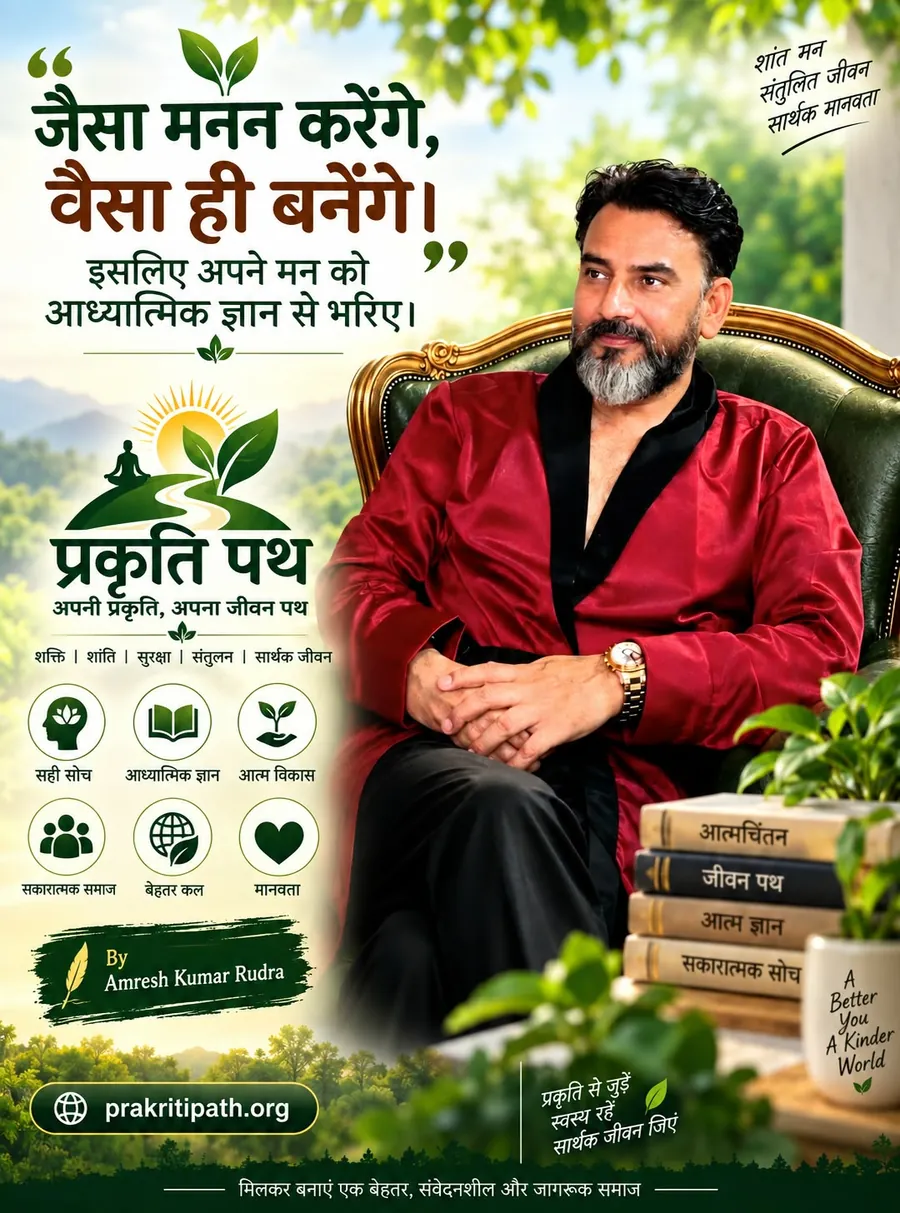 शांत मन
संतुलित जीवन
सार्थक मानवता
“
जैसा मनन करेंगे,
वैसा ही बनेंगे।
”
इसलिए अपने मन को
आध्यात्मिक ज्ञान से भरिए।
प्रकृति पथ
अपनी प्रकृति, अपना जीवन पथ
शक्ति | शांति | सुरक्षा | संतुलन | सार्थक जीवन
सही सोच
आध्यात्मिक ज्ञान
आत्म विकास
सकारात्मक समाज
बेहतर कल
मानवता
By
Amresh Kumar Rudra
आत्मचिंतन
जीवन पथ
आत्म ज्ञान
सकारात्मक सोच
A
Better
You
A Kinder
World
prakritipath.org
प्रकृति से जुड़ें
स्वस्थ रहें
सार्थक जीवन जिएं
मिलकर बनाएं एक बेहतर, संवेदनशील और जागरूक समाज